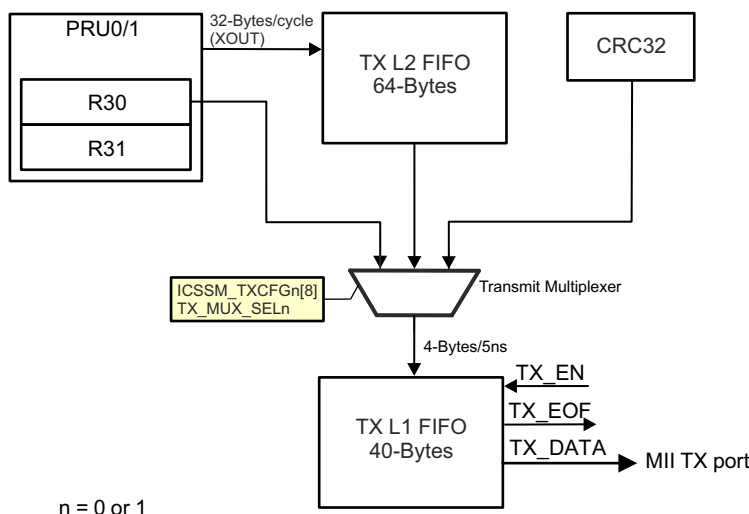 PRU0/1
32-Bytes/cycle
(XOUT)
TX L2 FIFO
64-Bytes
CRC32
R30
R31
ICSSM_TXCFGn[8]
TX_MUX_SELn
Transmit Multiplexer
4-Bytes/5ns
TX L1 FIFO
40-Bytes
TX_EN
TX_EOF
TX_DATA
MII TX port
n = 0 or 1